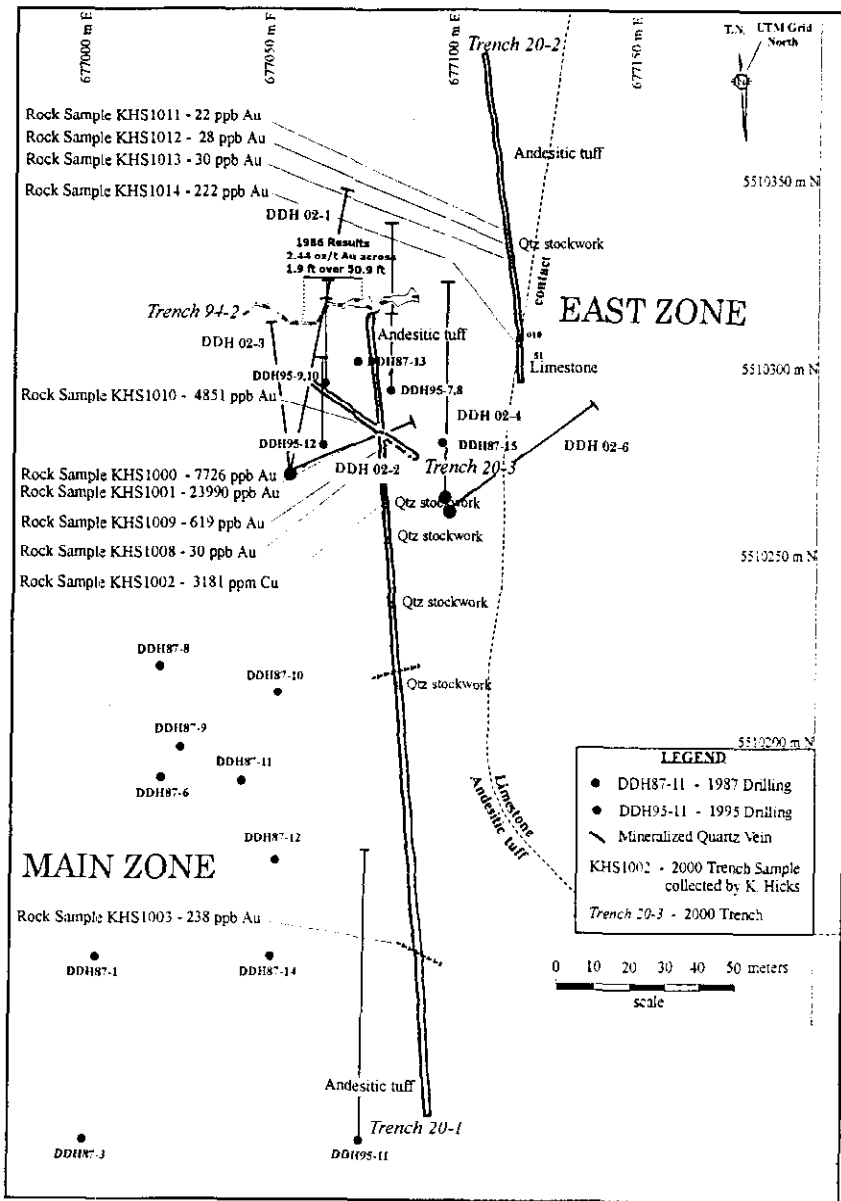 677000 m E
677050 m E
677100 m E
677150 m E
T.N.
UTM Grid
North
Trench 20-2
Rock Sample KHS1011 - 22 ppb Au
Rock Sample KHS1012 - 28 ppb Au
Rock Sample KHS1013 - 30 ppb Au
Rock Sample KHS1014 - 222 ppb Au
Andesitic tuff
5510350 m N
DDH 02-1
1986 Results
2.44 oz/t Au across
1.9 ft over 50.9 ft
Qtz stockwork
contact
EAST ZONE
Trench 94-2
DDH 02-3
Andesitic tuff
51
Limestone
5510300 m N
DDH87-13
DDH95-9,10
DDH95-7,8
Rock Sample KHS1010 - 4851 ppb Au
DDH 02-4
DDH95-12
DDH87-15
DDH 02-6
Rock Sample KHS1000 - 7726 ppb Au
DDH 02-2
Trench 20-3
Rock Sample KHS1001 - 23990 ppb Au
Qtz stockwork
Rock Sample KHS1009 - 619 ppb Au
Qtz stockwork
Rock Sample KHS1008 - 30 ppb Au
5510250 m N
Rock Sample KHS1002 - 3181 ppm Cu
Qtz stockwork
DDH87-8
DDH87-10
Qtz stockwork
DDH87-9
5510200 m N
DDH87-11
DDH87-6
Limestone
Andesitic tuff
LEGEND
DDH87-11 - 1987 Drilling
DDH95-11 - 1995 Drilling
Mineralized Quartz Vein
KHS1002 - 2000 Trench Sample
collected by K. Hicks
Trench 20-3 - 2000 Trench
DDH87-12
MAIN ZONE
Rock Sample KHS1003 - 238 ppb Au
DDH87-1
DDH87-14
0 10 20 30 40 50 meters
scale
Andesitic tuff
Trench 20-1
DDH87-3
DDH95-11